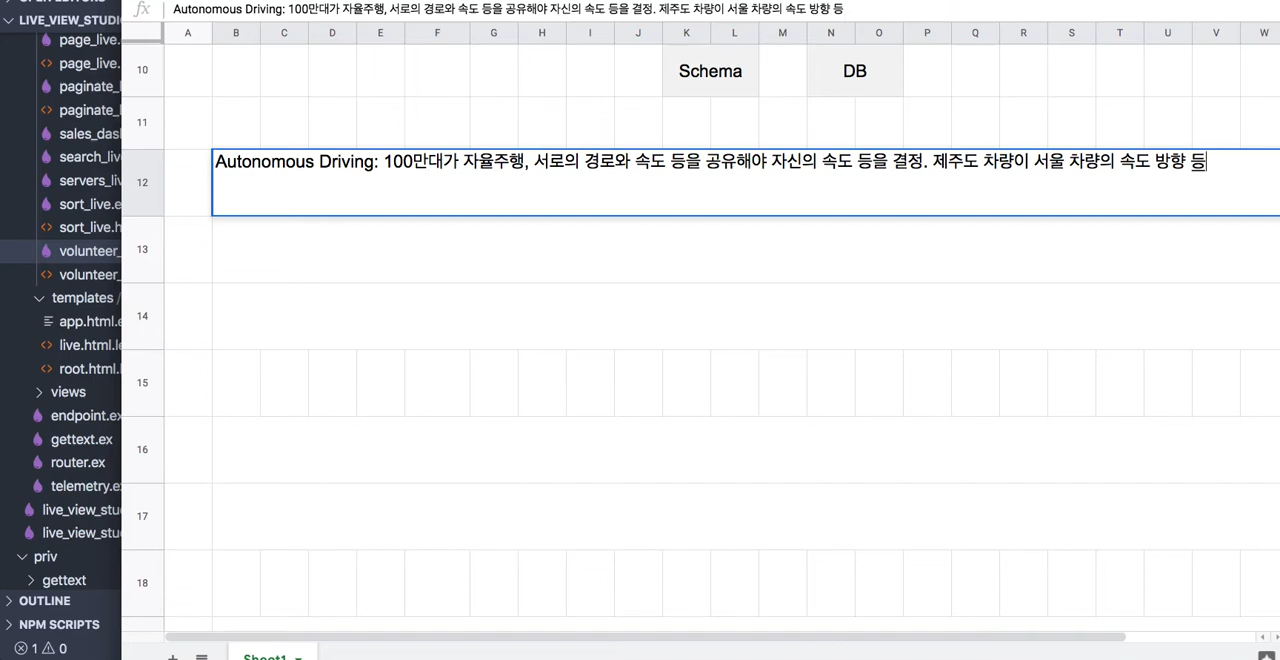 LIVE_VIEW_STUDIO
page_live.
page_live.
paginate_
paginate_l
sales_dash
search_live
servers_liv
sort_live.e
sort_live.h
volunteer_
volunteer_
templates /
app.html.e
live.html.le
root.html.l
views
endpoint.ex
gettext.ex
router.ex
telemetry.ex
live_view_stu
live_view_stu
priv
gettext
OUTLINE
NPM SCRIPTS
1 0
fx Autonomous Driving: 100만대가 자율주행, 서로의 경로와 속도 등을 공유해야 자신의 속도 등을 결정. 제주도 차량이 서울 차량의 속도 방향 등
A B C D E F G H I J K L M N O P Q R S T U V W
10 Schema DB
11
12 Autonomous Driving: 100만대가 자율주행, 서로의 경로와 속도 등을 공유해야 자신의 속도 등을 결정. 제주도 차량이 서울 차량의 속도 방향 등
13
14
15
16
17
18
Sheet1